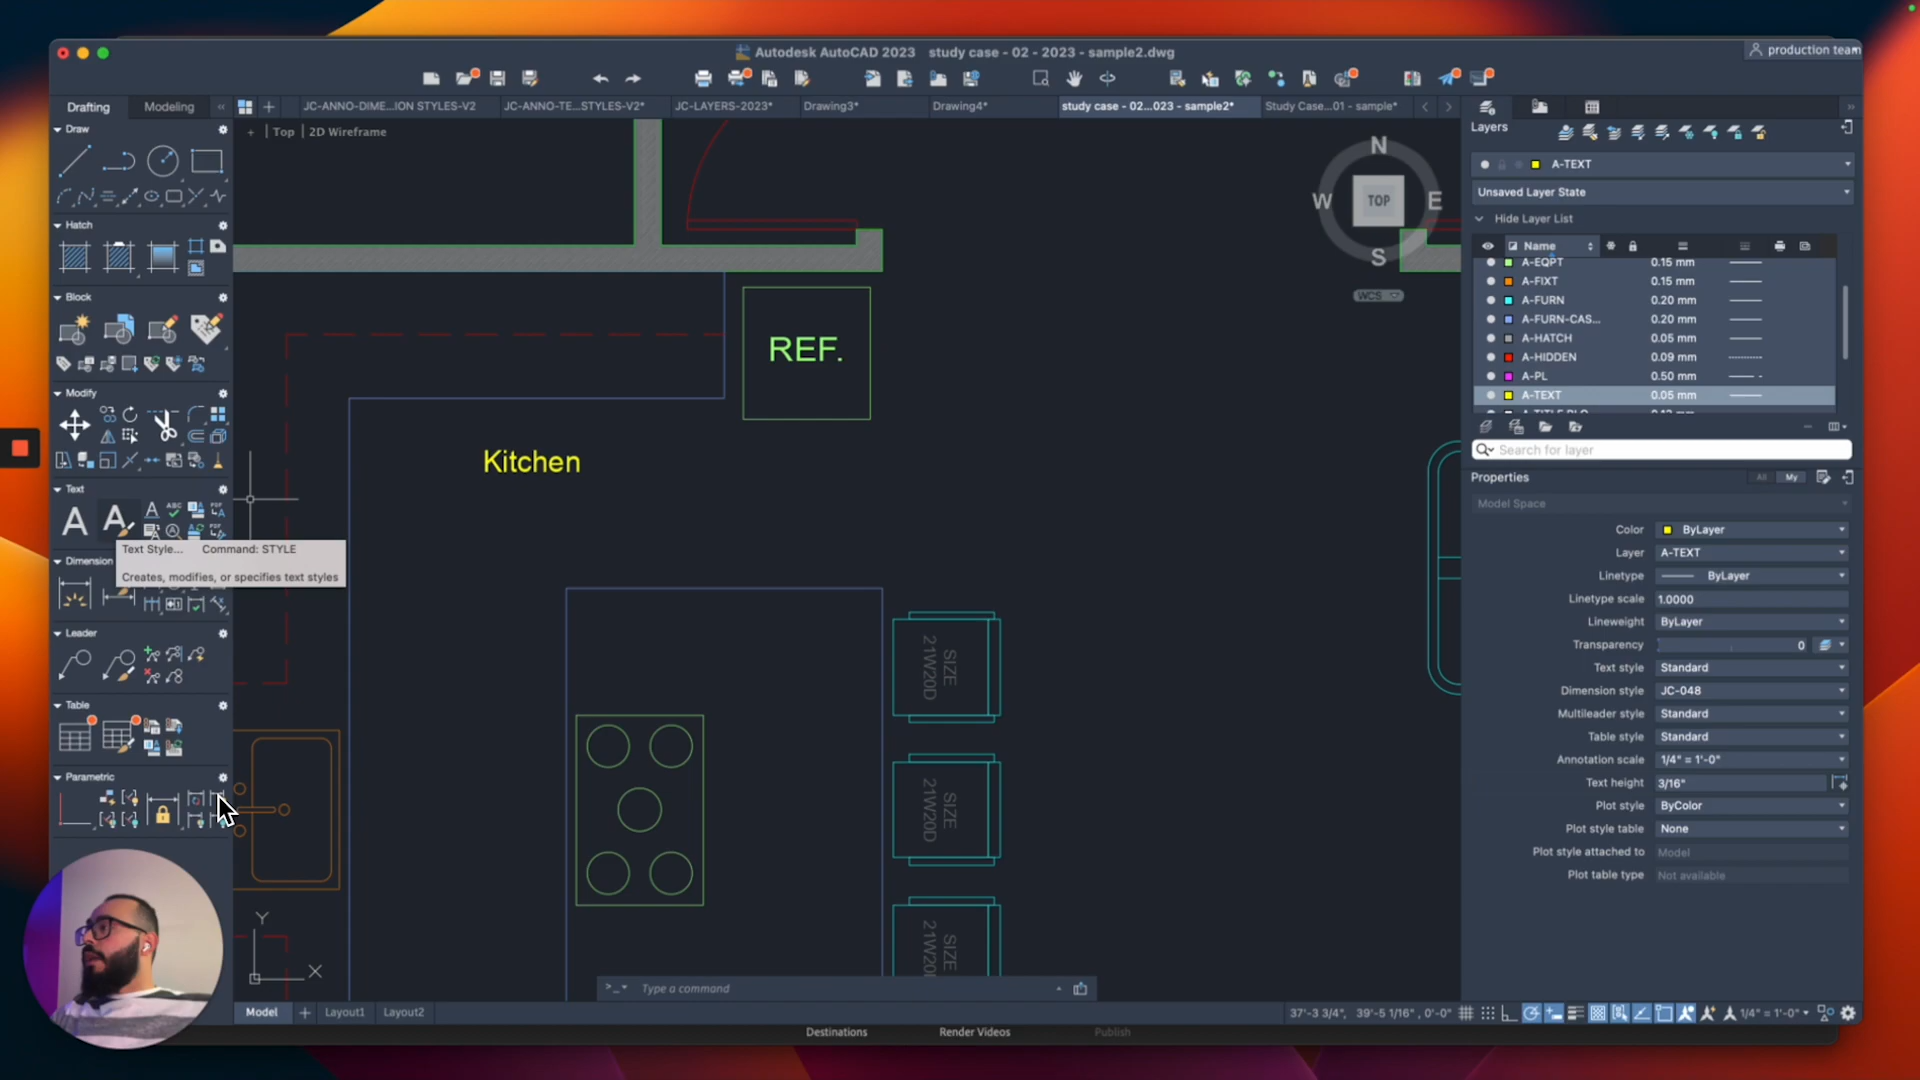 Autodesk AutoCAD 2023 study case - 02 - 2023 - sample2.dwg
production team
Drafting Modeling
JC-ANNO-DIME...ION STYLES-V2 JC-ANNO-TE...STYLES-V2* JC-LAYERS-2023* Drawing3* Drawing4* study case - 02...023 - sample2* Study Case...01 - sample*
Draw
+ | Top | 2D Wireframe
Hatch
Block
Modify
Text
Text Style... Command: STYLE
Creates, modifies, or specifies text styles
Dimension
Leader
Table
Parametric
REF.
Kitchen
SIZE
21W20D
SIZE
21W20D
SIZE
N
W TOP E
S
WCS
Y
X
>_ Type a command
Model + Layout1 Layout2
37'-3 3/4", 39'-5 1/16" , 0'-0"
1/4" = 1'-0"
Layers
A-TEXT
Unsaved Layer State
Hide Layer List
Name
A-EQPT 0.15 mm
A-FIXT 0.15 mm
A-FURN 0.20 mm
A-FURN-CAS... 0.20 mm
A-HATCH 0.05 mm
A-HIDDEN 0.09 mm
A-PL 0.50 mm
A-TEXT 0.05 mm
Search for layer
Properties All My
Model Space
Color ByLayer
Layer A-TEXT
Linetype ByLayer
Linetype scale 1.0000
Lineweight ByLayer
Transparency 0
Text style Standard
Dimension style JC-048
Multileader style Standard
Table style Standard
Annotation scale 1/4" = 1'-0"
Text height 3/16"
Plot style ByColor
Plot style table None
Plot style attached to Model
Plot table type Not available
Destinations Render Videos Publish